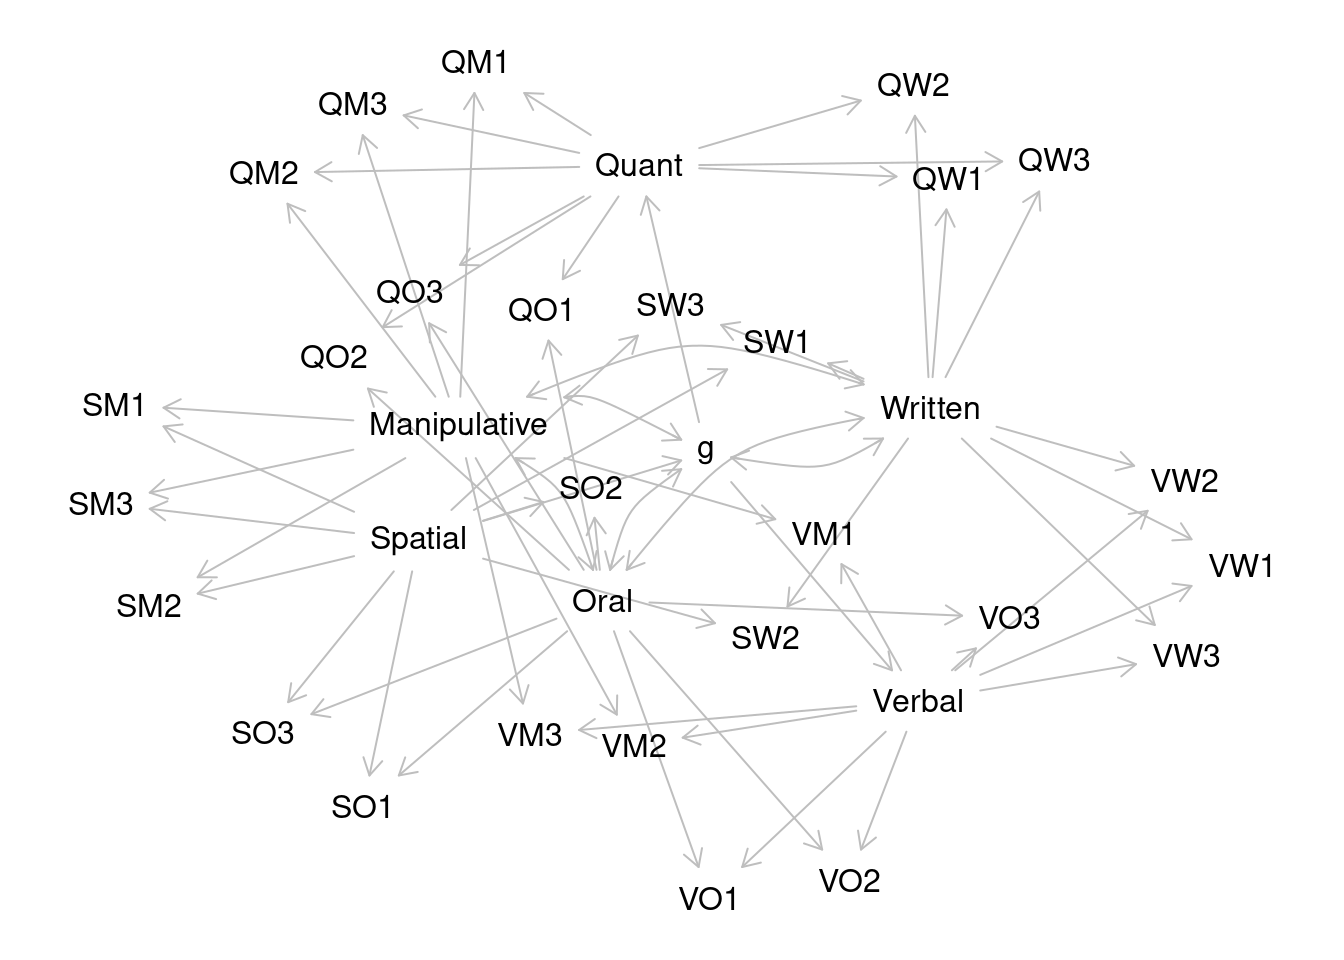 QM1
QW2
QM3
QW3
Quant
QM2
QW1
QO3
SW3
QO1
SW1
QO2
SM1
Written
Manipulative
g
VW2
SO2
SM3
VM1
Spatial
VW1
Oral
SM2
VO3
SW2
VW3
Verbal
SO3
VM3
VM2
SO1
VO2
VO1